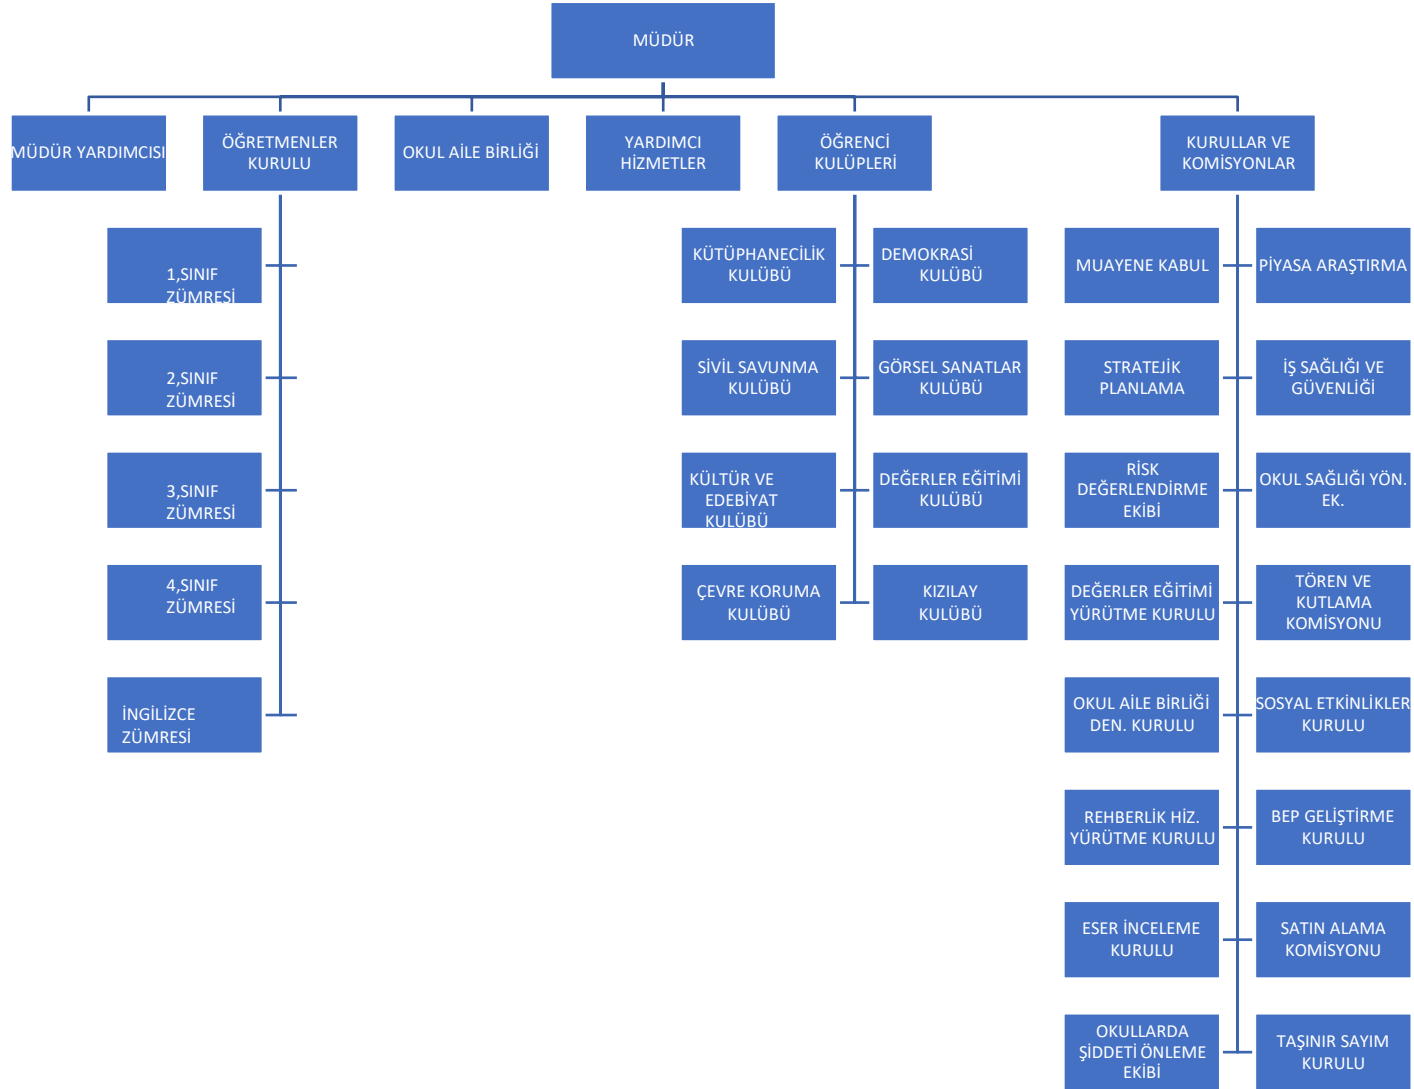 MÜDÜR
MÜDÜR YARDIMCISI
ÖĞRETMENLER
KURULU
OKUL AİLE BİRLİĞİ
YARDIMCI
HİZMETLER
ÖĞRENCİ
KULÜPLERİ
KURULLAR VE
KOMİSYONLAR
1,SINIF
ZÜMRESİ
2,SINIF
ZÜMRESİ
3,SINIF
ZÜMRESİ
4,SINIF
ZÜMRESİ
İNGİLİZCE
ZÜMRESİ
KÜTÜPHANECİLİK
KULÜBÜ
DEMOKRASİ
KULÜBÜ
SİVİL SAVUNMA
KULÜBÜ
GÖRSEL SANATLAR
KULÜBÜ
KÜLTÜR VE
EDEBİYAT
KULÜBÜ
DEĞERLER EĞİTİMİ
KULÜBÜ
ÇEVRE KORUMA
KULÜBÜ
KIZILAY
KULÜBÜ
MUAYENE KABUL
PİYASA ARAŞTIRMA
STRATEJİK
PLANLAMA
İŞ SAĞLIĞI VE
GÜVENLİĞİ
RİSK
DEĞERLENDİRME
EKİBİ
OKUL SAĞLIĞI YÖN.
EK.
DEĞERLER EĞİTİMİ
YÜRÜTME KURULU
TÖREN VE
KUTLAMA
KOMİSYONU
OKUL AİLE BİRLİĞİ
DEN. KURULU
SOSYAL ETKİNLİKLER
KURULU
REHBERLİK HİZ.
YÜRÜTME KURULU
BEP GELİŞTİRME
KURULU
ESER İNCELEME
KURULU
SATIN ALAMA
KOMİSYONU
OKULLARDA
ŞİDDETİ ÖNLEME
EKİBİ
TAŞINIR SAYIM
KURULU